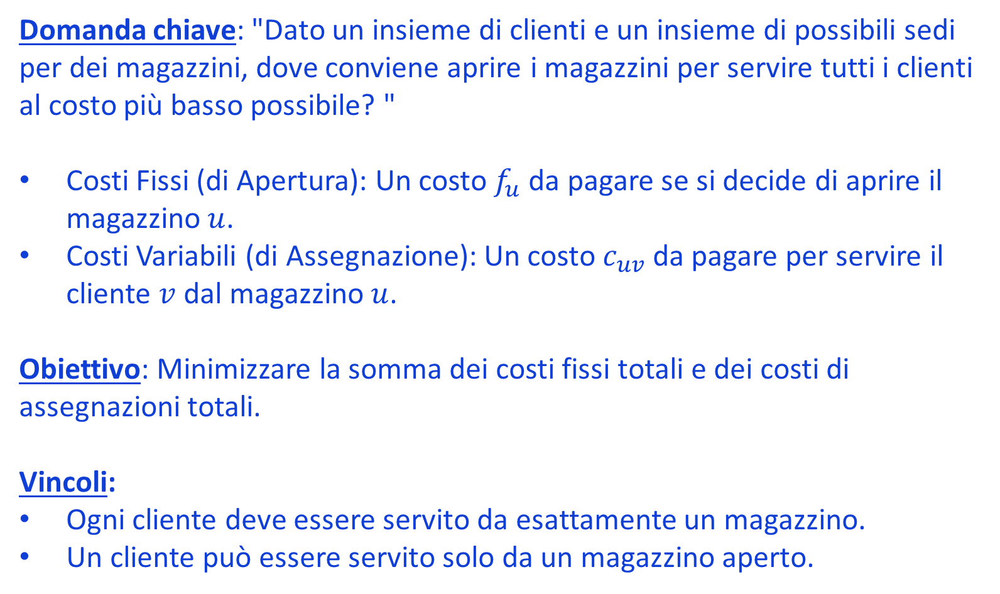 Domanda chiave: "Dato un insieme di clienti e un insieme di possibili sedi
per dei magazzini, dove conviene aprire i magazzini per servire tutti i clienti
al costo più basso possibile? "
• Costi Fissi (di Apertura): Un costo f_u da pagare se si decide di aprire il
magazzino u.
• Costi Variabili (di Assegnazione): Un costo c_uv da pagare per servire il
cliente v dal magazzino u.
Obiettivo: Minimizzare la somma dei costi fissi totali e dei costi di
assegnazioni totali.
Vincoli:
• Ogni cliente deve essere servito da esattamente un magazzino.
• Un cliente può essere servito solo da un magazzino aperto.